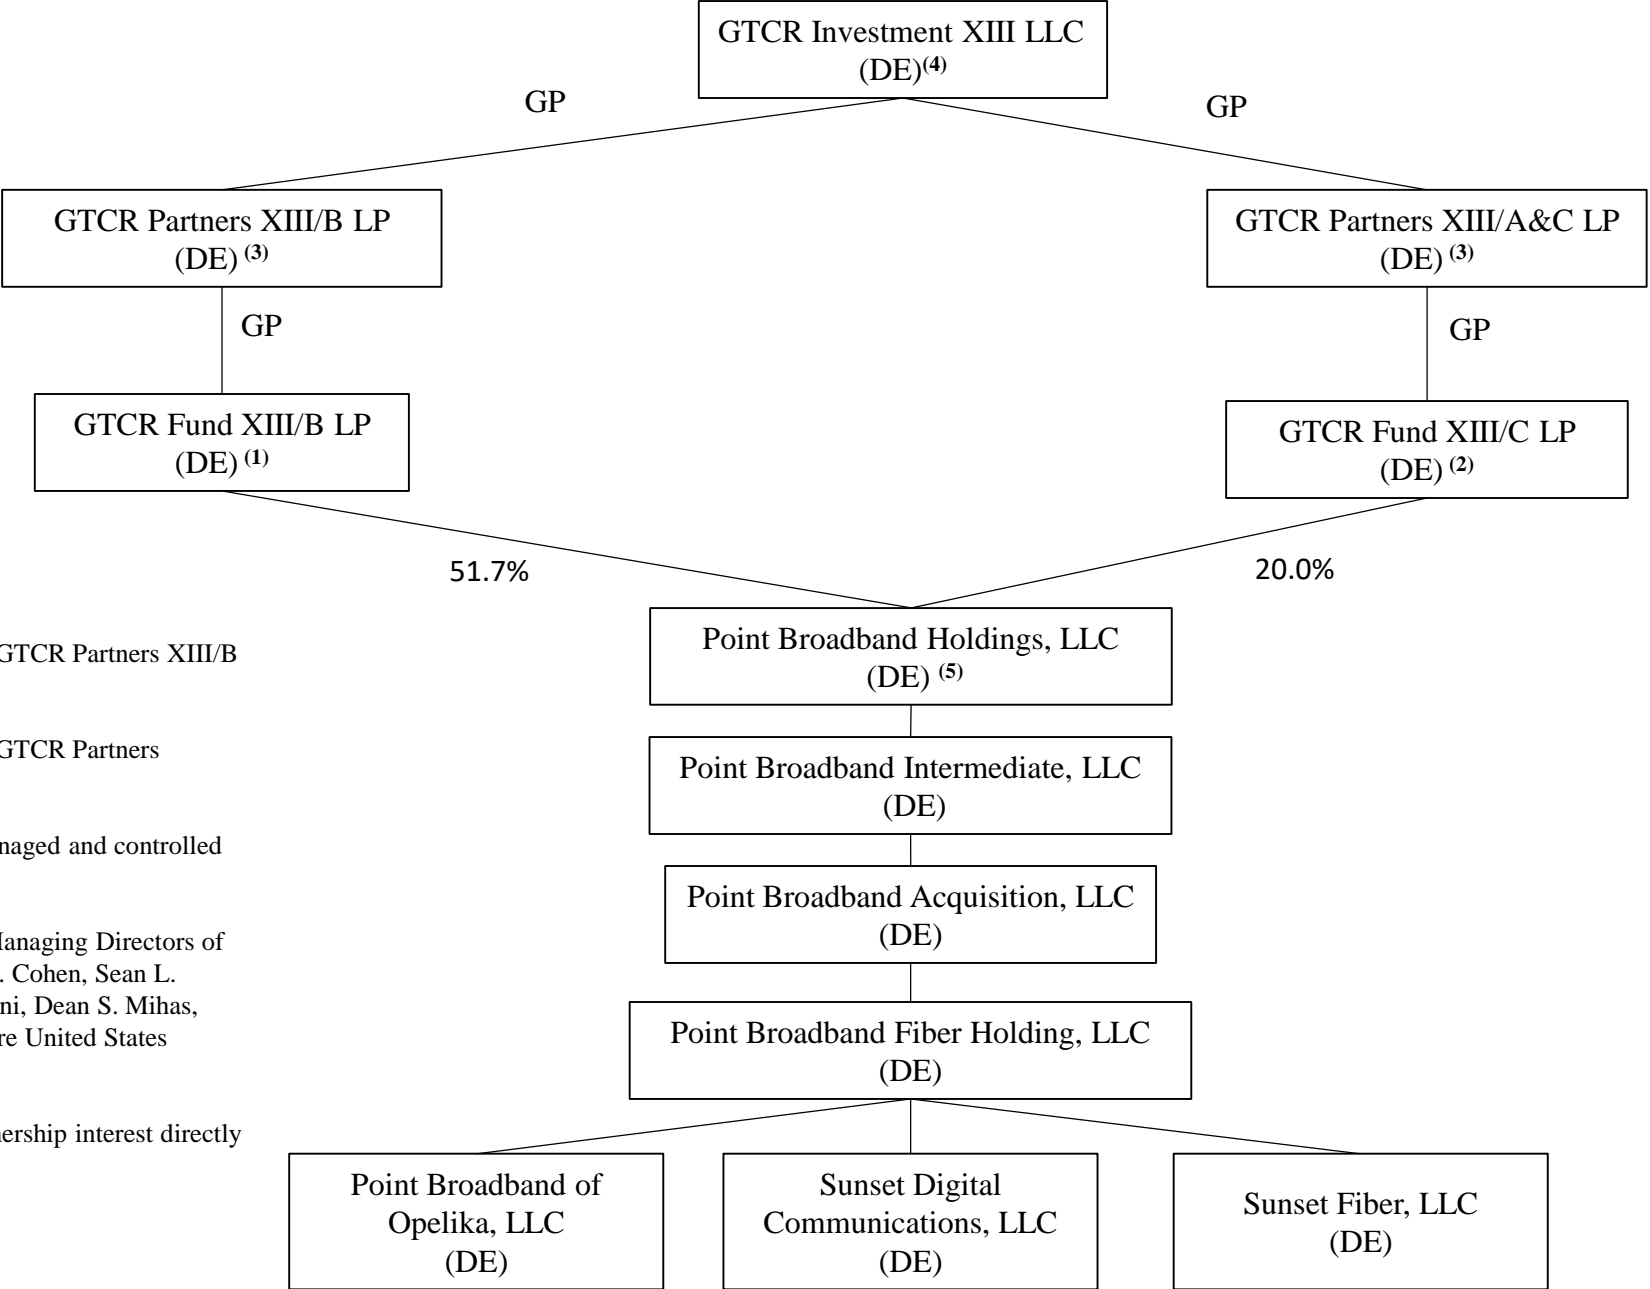 GTCR Investment XIII LLC
(DE)(4)
GP
GP
GTCR Partners XIII/B LP
(DE) (3)
GTCR Partners XIII/A&C LP
(DE) (3)
GP
GP
GTCR Fund XIII/B LP
(DE) (1)
GTCR Fund XIII/C LP
(DE) (2)
51.7%
20.0%
Point Broadband Holdings, LLC
(DE) (5)
Point Broadband Intermediate, LLC
(DE)
Point Broadband Acquisition, LLC
(DE)
Point Broadband Fiber Holding, LLC
(DE)
GTCR Partners XIII/B
GTCR Partners
and controlled
Managing Directors of
Cohen, Sean L.
Dean S. Mihas,
United States
interest directly
Point Broadband of
Opelika, LLC
(DE)
Sunset Digital
Communications, LLC
(DE)
Sunset Fiber, LLC
(DE)